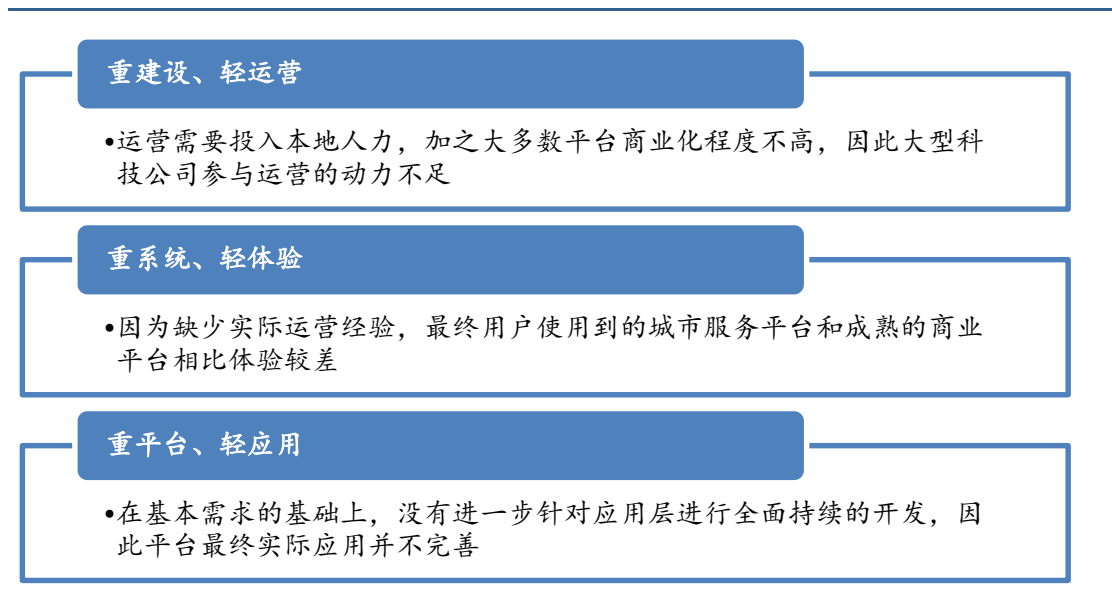 重建设、轻运营
•运营需要投入本地人力，加之大多数平台商业化程度不高，因此大型科
技公司参与运营的动力不足
重系统、轻体验
•因为缺少实际运营经验，最终用户使用到的城市服务平台和成熟的商业
平台相比体验较差
重平台、轻应用
•在基本需求的基础上，没有进一步针对应用层进行全面持续的开发，因
此平台最终实际应用并不完善